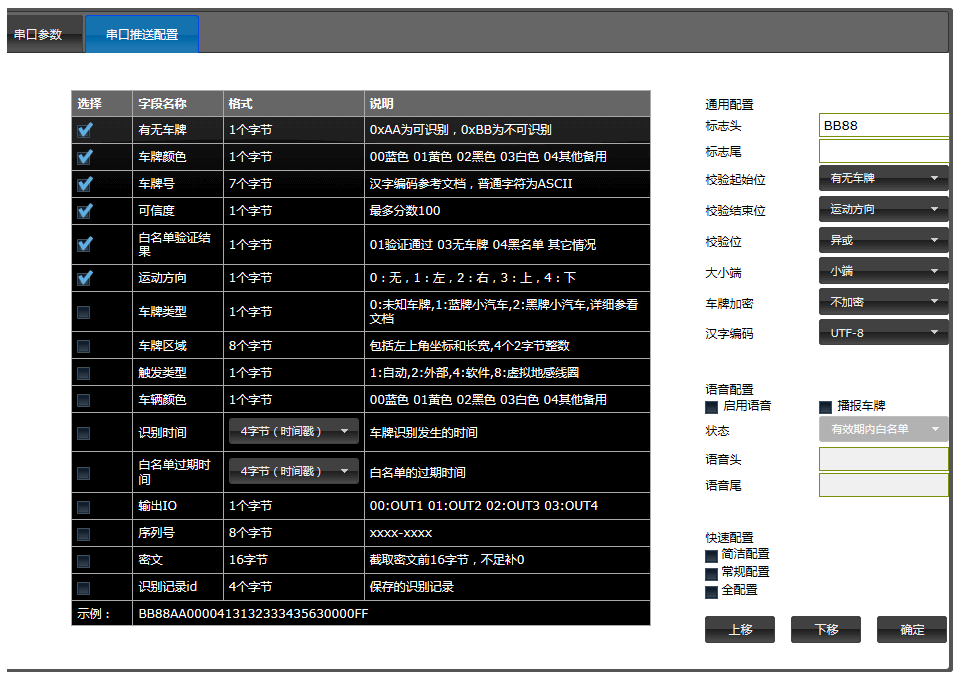 串口参数 串口推送配置
选择 字段名称 格式 说明
有无车牌 1个字节 0xAA为可识别，0xBB为不可识别
车牌颜色 1个字节 00蓝色 01黄色 02黑色 03白色 04其他备用
车牌号 7个字节 汉字编码参考文档，普通字符为ASCII
可信度 1个字节 最多分数100
白名单验证结
果 1个字节 01验证通过 03无车牌 04黑名单 其它情况
运动方向 1个字节 0：无，1：左，2：右，3：上，4：下
车牌类型 1个字节 0:未知车牌,1:蓝牌小汽车,2:黑牌小汽车,详细参看
文档
车牌区域 8个字节 包括左上角坐标和长宽,4个2字节整数
触发类型 1个字节 1:自动,2:外部,4:软件,8:虚拟地感线圈
车辆颜色 1个字节 00蓝色 01黄色 02黑色 03白色 04其他备用
识别时间 4字节（时间戳） 车牌识别发生的时间
白名单过期时
间 4字节（时间戳） 白名单的过期时间
输出IO 1个字节 00:OUT1 01:OUT2 02:OUT3 03:OUT4
序列号 8个字节 xxxx-xxxx
密文 16字节 截取密文前16字节，不足补0
识别记录id 4个字节 保存的识别记录
示例： BB88AA0000413132333435630000FF
通用配置
标志头 BB88
标志尾
校验起始位 有无车牌
校验结束位 运动方向
校验位 异或
大小端 小端
车牌加密 不加密
汉字编码 UTF-8
语音配置
启用语音 播报车牌
状态 有效期内白名单
语音头
语音尾
快速配置
简洁配置
常规配置
全配置
上移 下移 确定